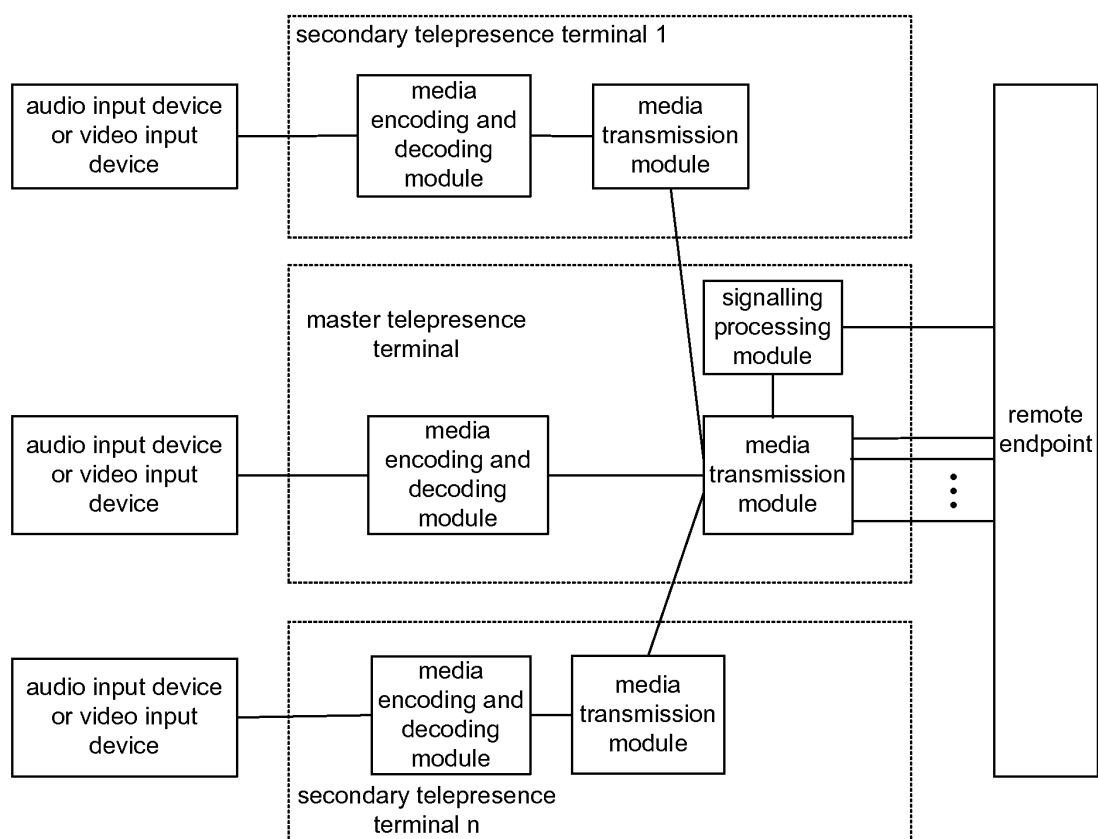 secondary telepresence terminal 1
audio input device
or video input
device
media
encoding and
decoding
module
media
transmission
module
master telepresence
terminal
signalling
processing
module
audio input device
or video input
device
media
encoding and
decoding
module
media
transmission
module
remote
endpoint
audio input device
or video input
device
media
encoding and
decoding
module
media
transmission
module
secondary telepresence
terminal n